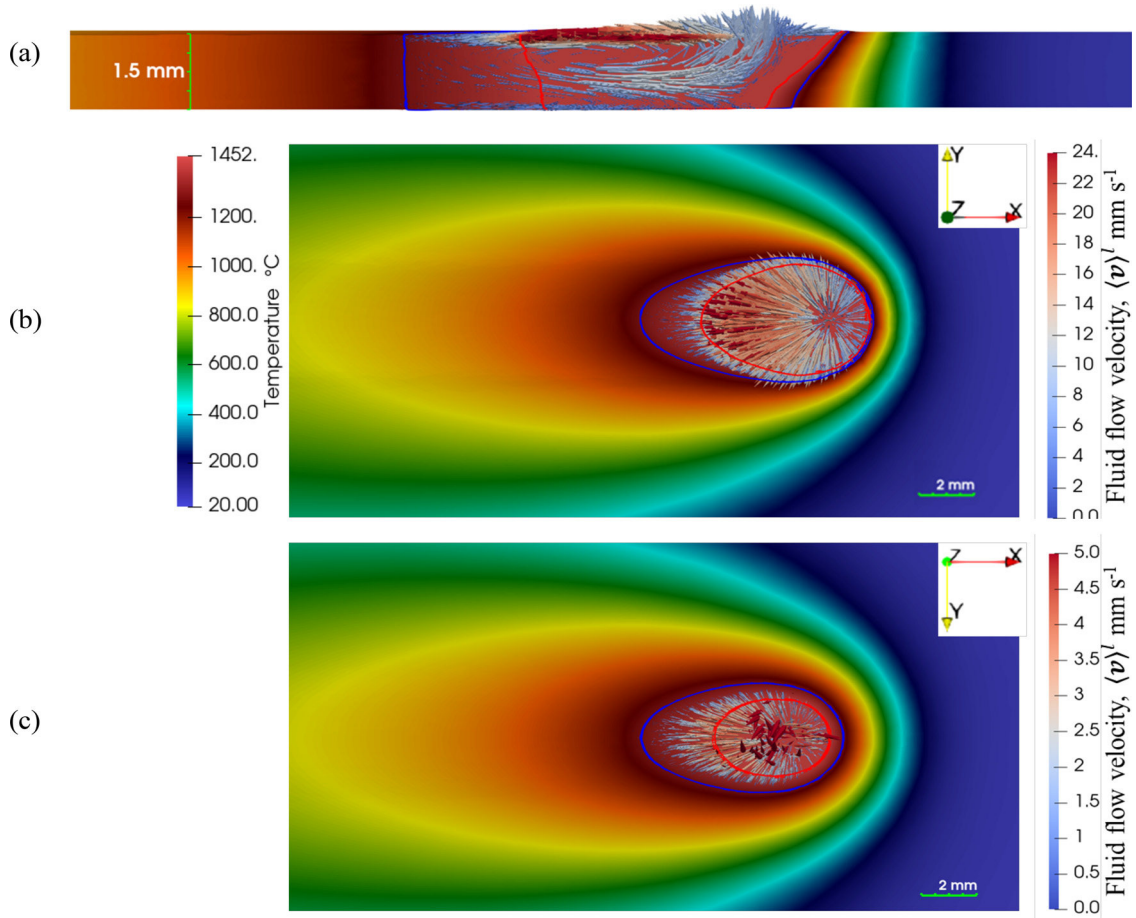 (a)
1.5 mm
(b)
1452.
1200.
1000.
800.0
600.0
400.0
200.0
20.00
Temperature °C
Y
Z X
2 mm
24.
22
20
18
16
14
12
10
8
6
4
2
0.0
Fluid flow velocity, ⟨v⟩ˡ mm s⁻¹
(c)
Z X
Y
2 mm
5.0
4.5
4
3.5
3
2.5
2
1.5
1
0.5
0.0
Fluid flow velocity, ⟨v⟩ˡ mm s⁻¹